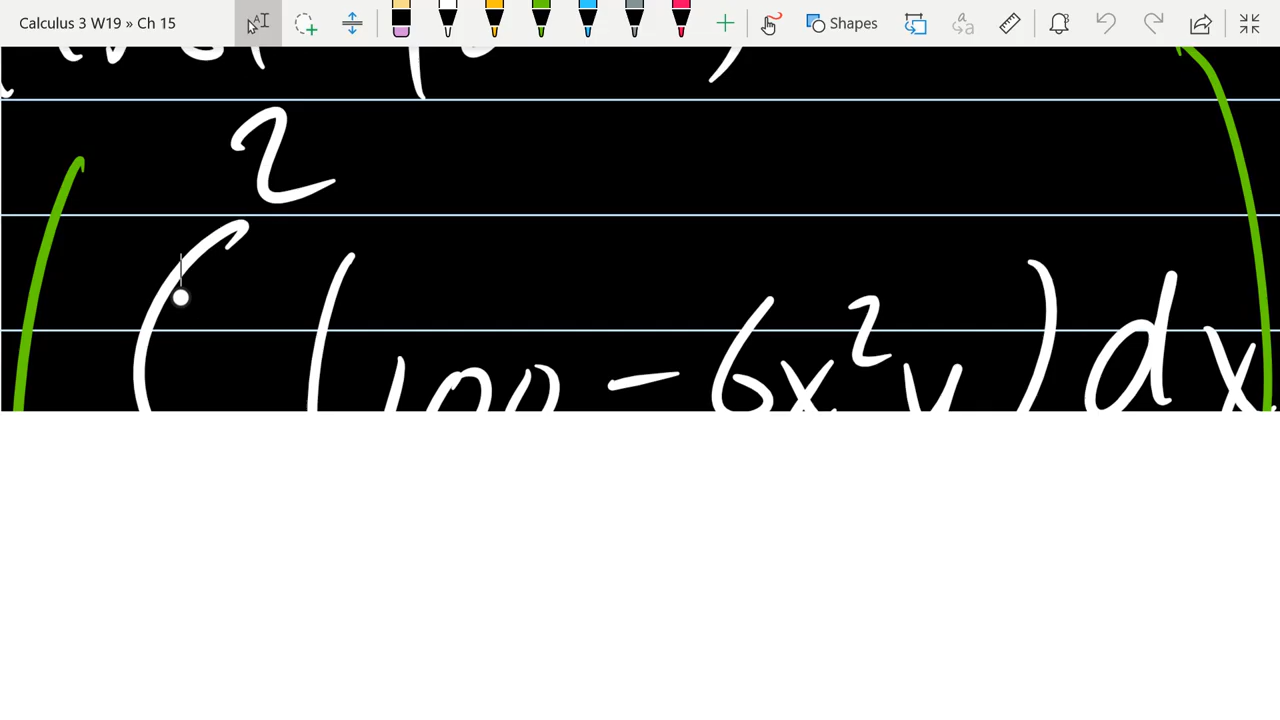 Calculus 3 W19 » Ch 15
Shapes
2
∫ (100 - 6x²y) dx